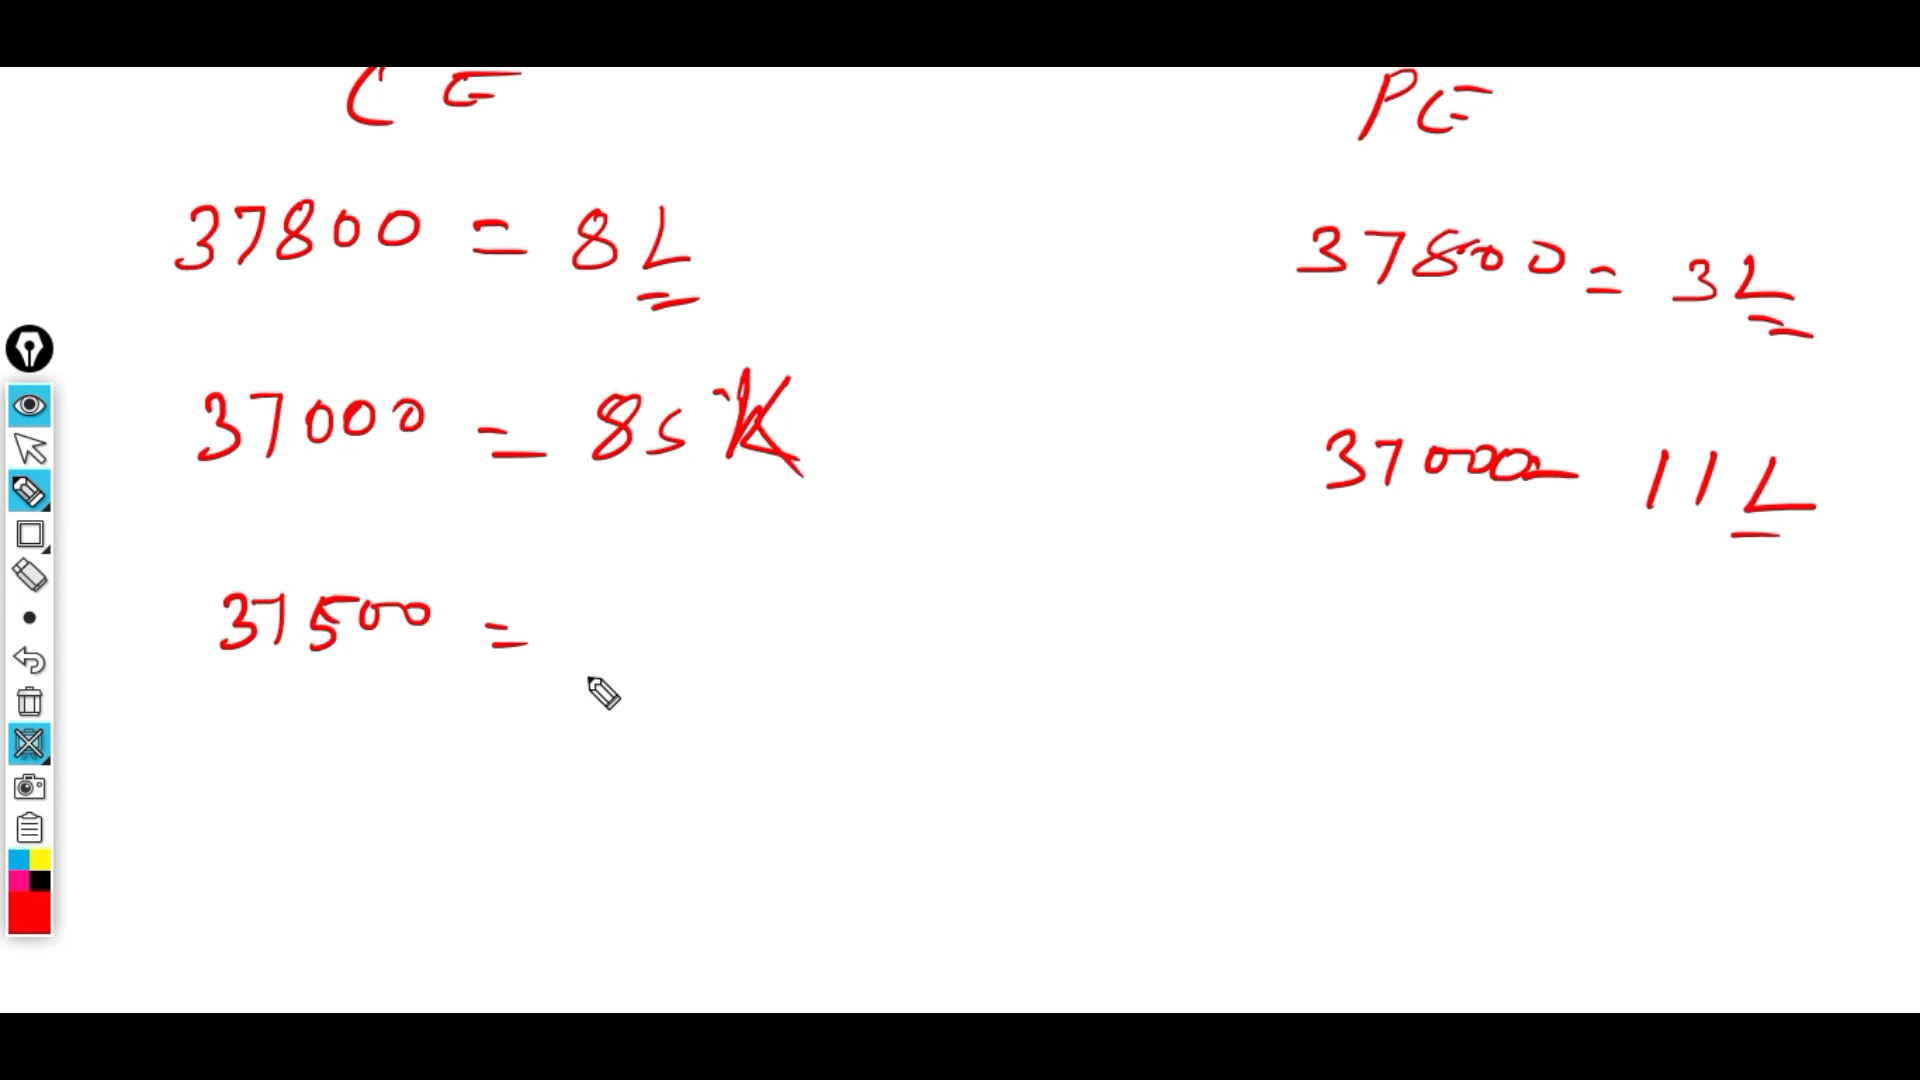 CE
PE
37800 = 8L
37800 = 3L
37000 = 85K
37000- 11L
37500 =